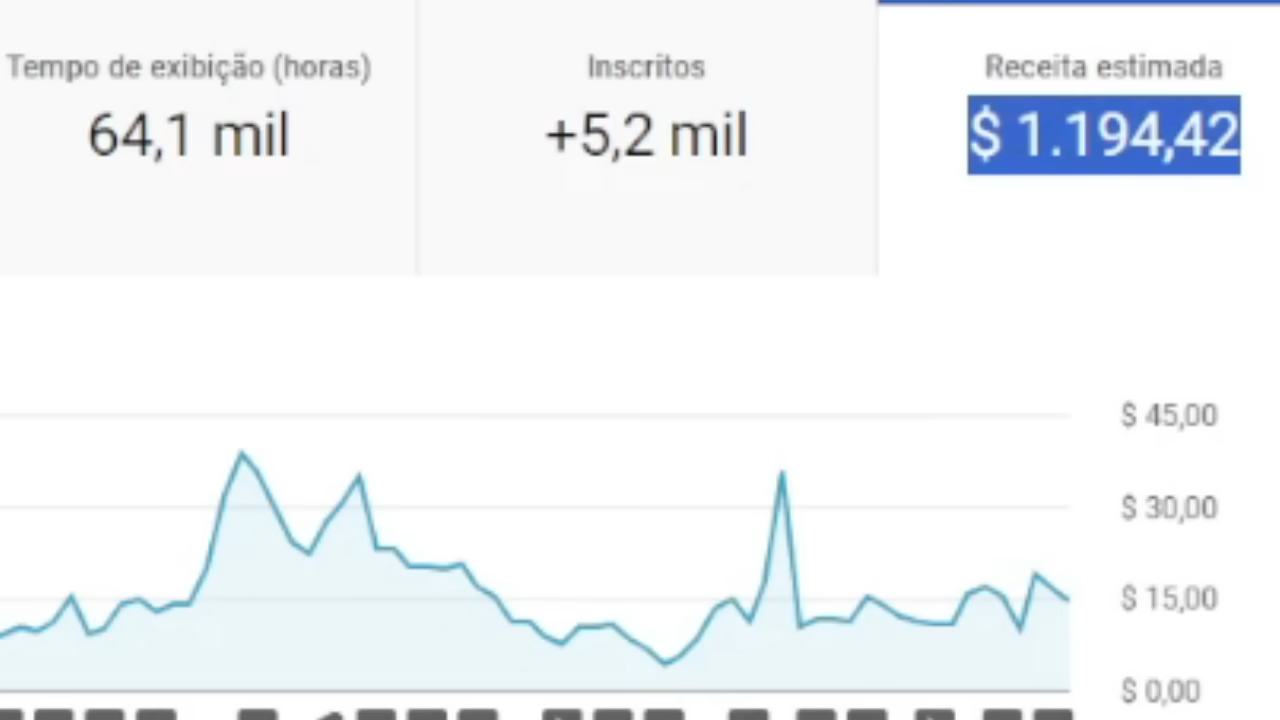 Tempo de exibição (horas)
64,1 mil
Inscritos
+5,2 mil
Receita estimada
$ 1.194,42
$ 45,00
$ 30,00
$ 15,00
$ 0,00